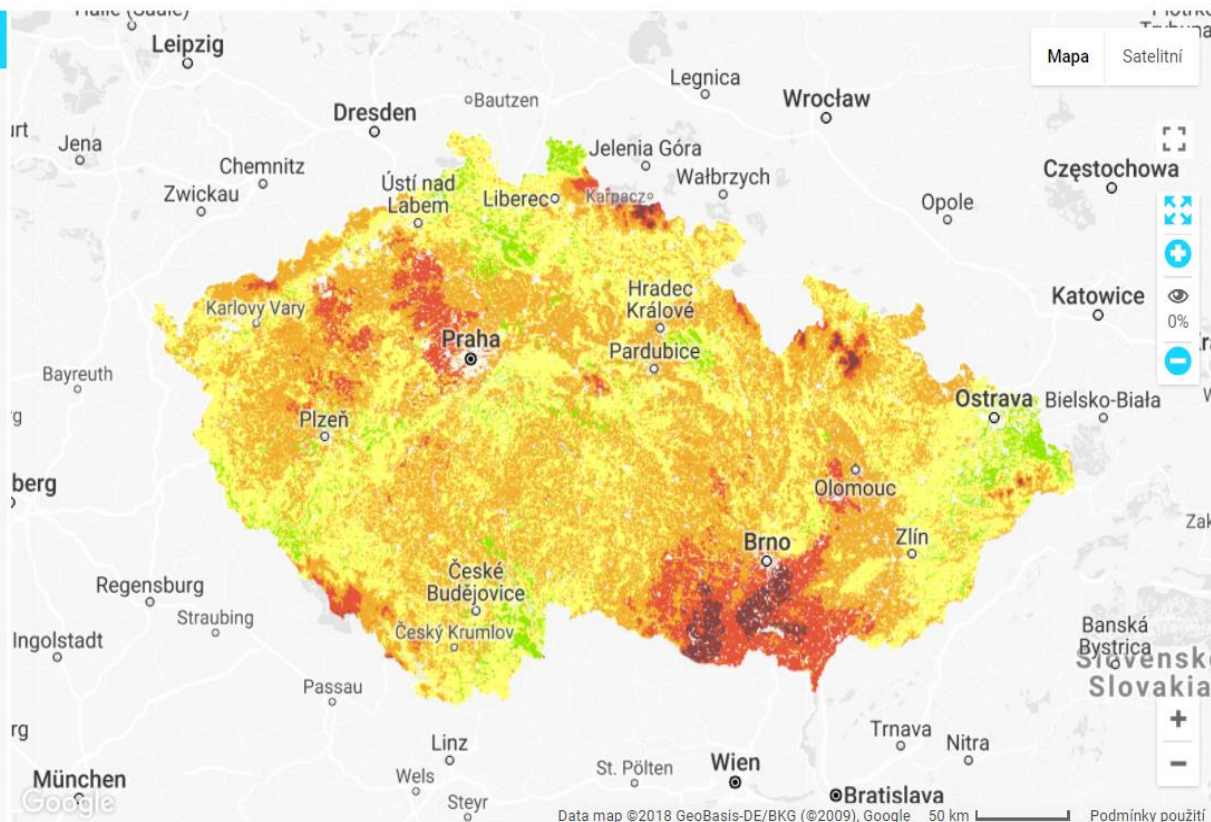 Halle (Saale)
Leipzig
Mapa
Satelitní
Legnica
Bautzen
Wrocław
Dresden
Jena
Jelenia Góra
Chemnitz
Częstochowa
Ústí nad
Labem
Wałbrzych
Zwickau
Liberec
Karpacz
Opole
Hradec
Králové
Katowice
Karlovy Vary
0%
Praha
Pardubice
Bayreuth
Ostrava
Bielsko-Biała
Plzeň
berg
Olomouc
Brno
Zlín
České
Budějovice
Regensburg
Straubing
Český Krumlov
Ingolstadt
Banská
Bystrica
Slovensko
Slovakia
Passau
Trnava
Nitra
Linz
Wien
München
Wels
St. Pölten
Steyr
Bratislava
Google
Data map ©2018 GeoBasis-DE/BKG (©2009), Google
50 km
Podmínky použití